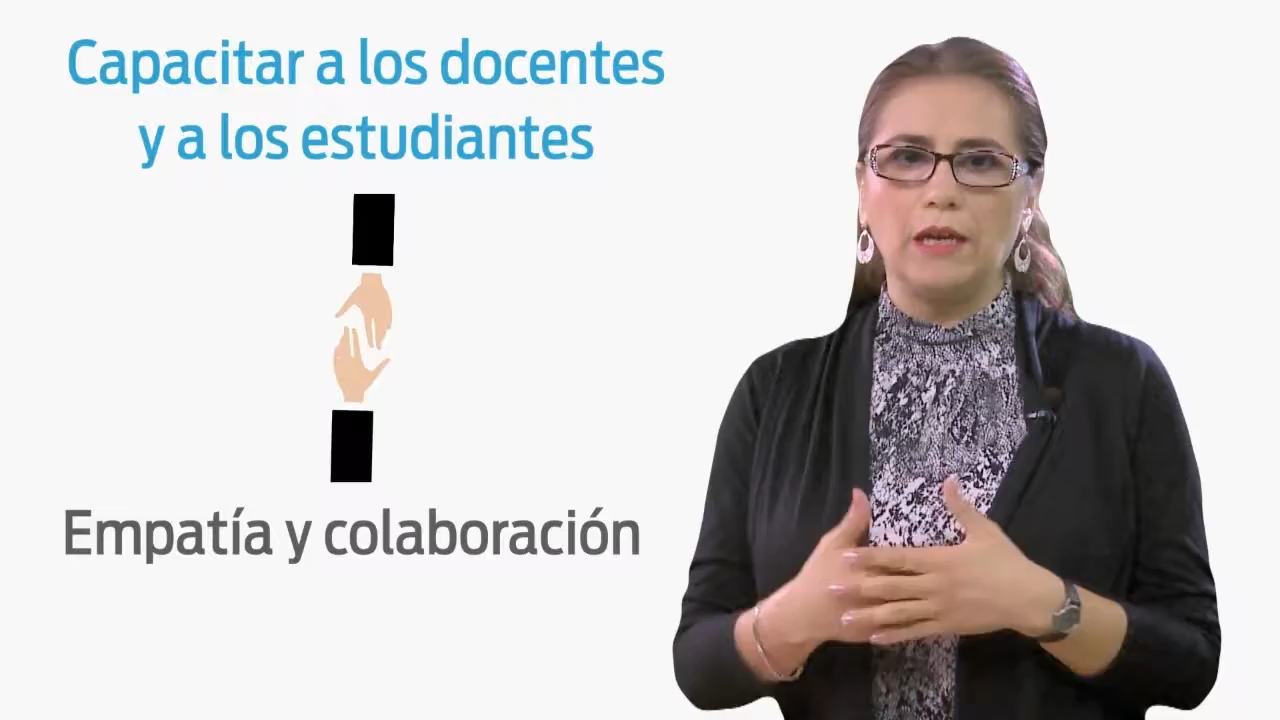 Capacitar a los docentes
y a los estudiantes
Empatía y colaboración